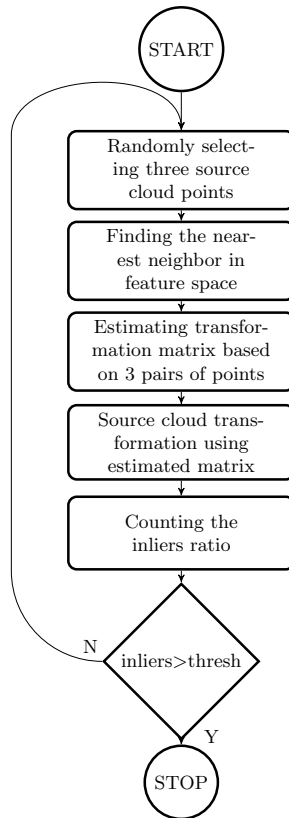 START
Randomly select-
ing three source
cloud points
Finding the near-
est neighbor in
feature space
Estimating transfor-
mation matrix based
on 3 pairs of points
Source cloud trans-
formation using
estimated matrix
Counting the
inliers ratio
N
inliers>thresh
Y
STOP